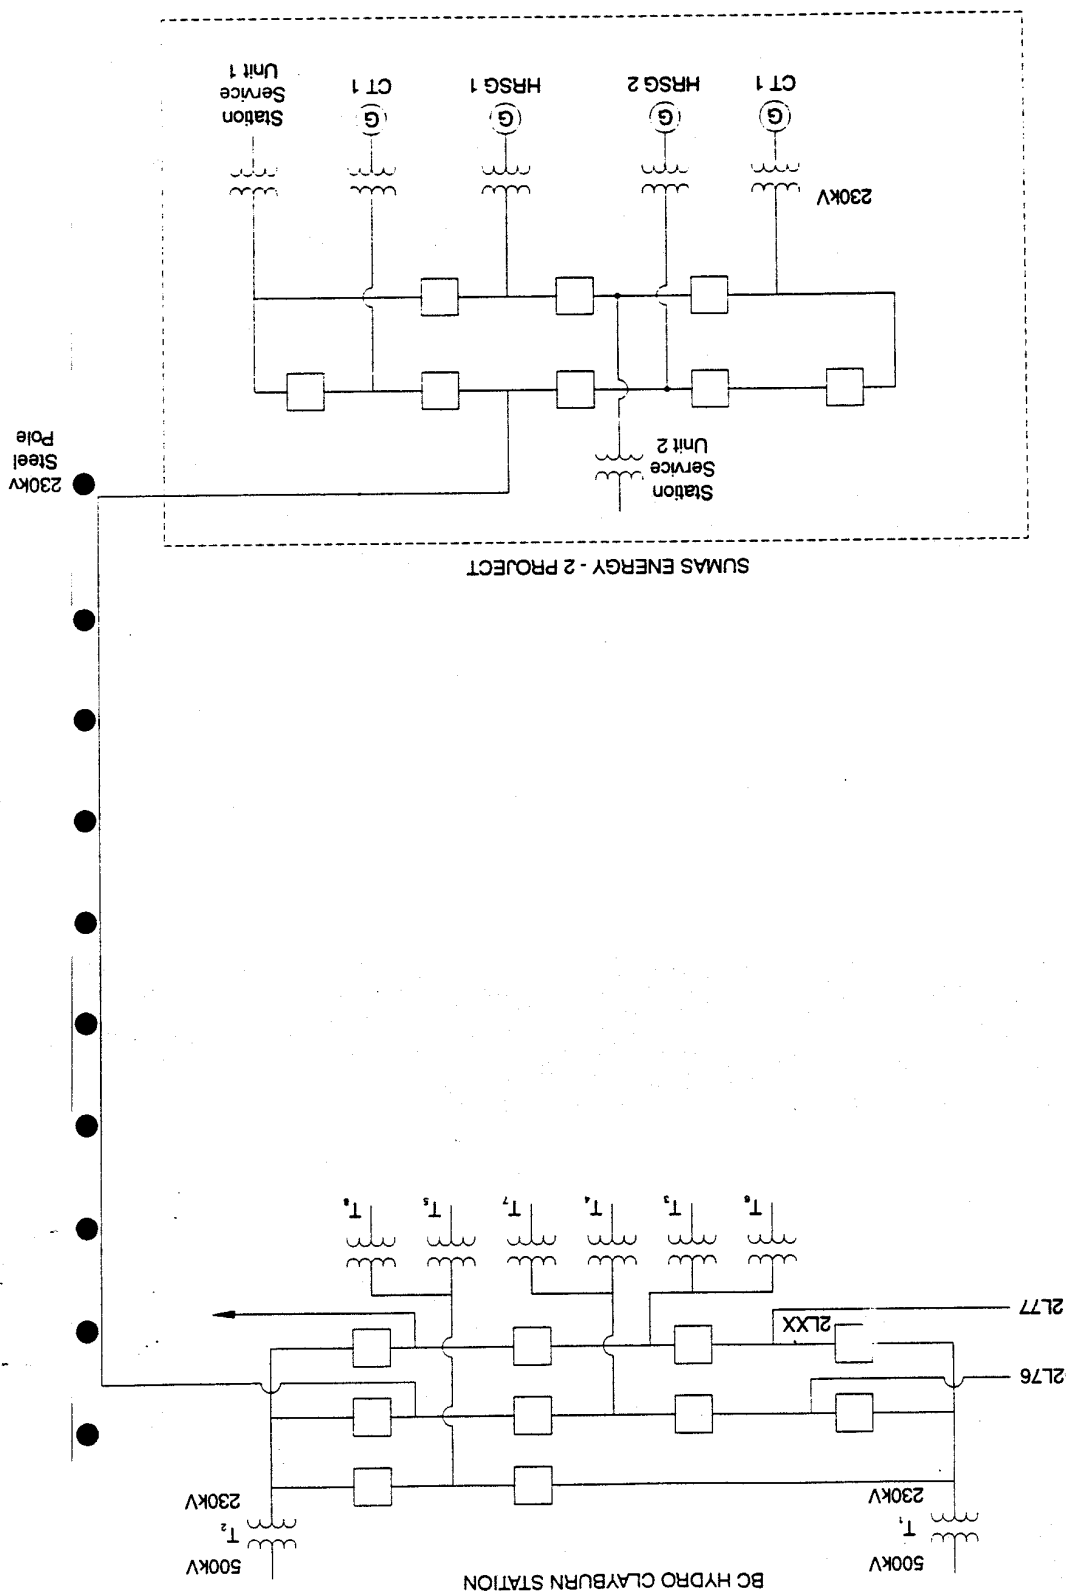 BC HYDRO CLAYBURN STATION
500kV
T₁
230kV
500kV
T₂
230kV
2L76
2LXX
2L77
T₆
T₃
T₄
T₇
T₅
T₈
SUMAS ENERGY - 2 PROJECT
Station
Service
Unit 2
230kv
Steel
Pole
230kV
G
G
G
G
CT 1
HRSG 2
HRSG 1
CT 1
Station
Service
Unit 1